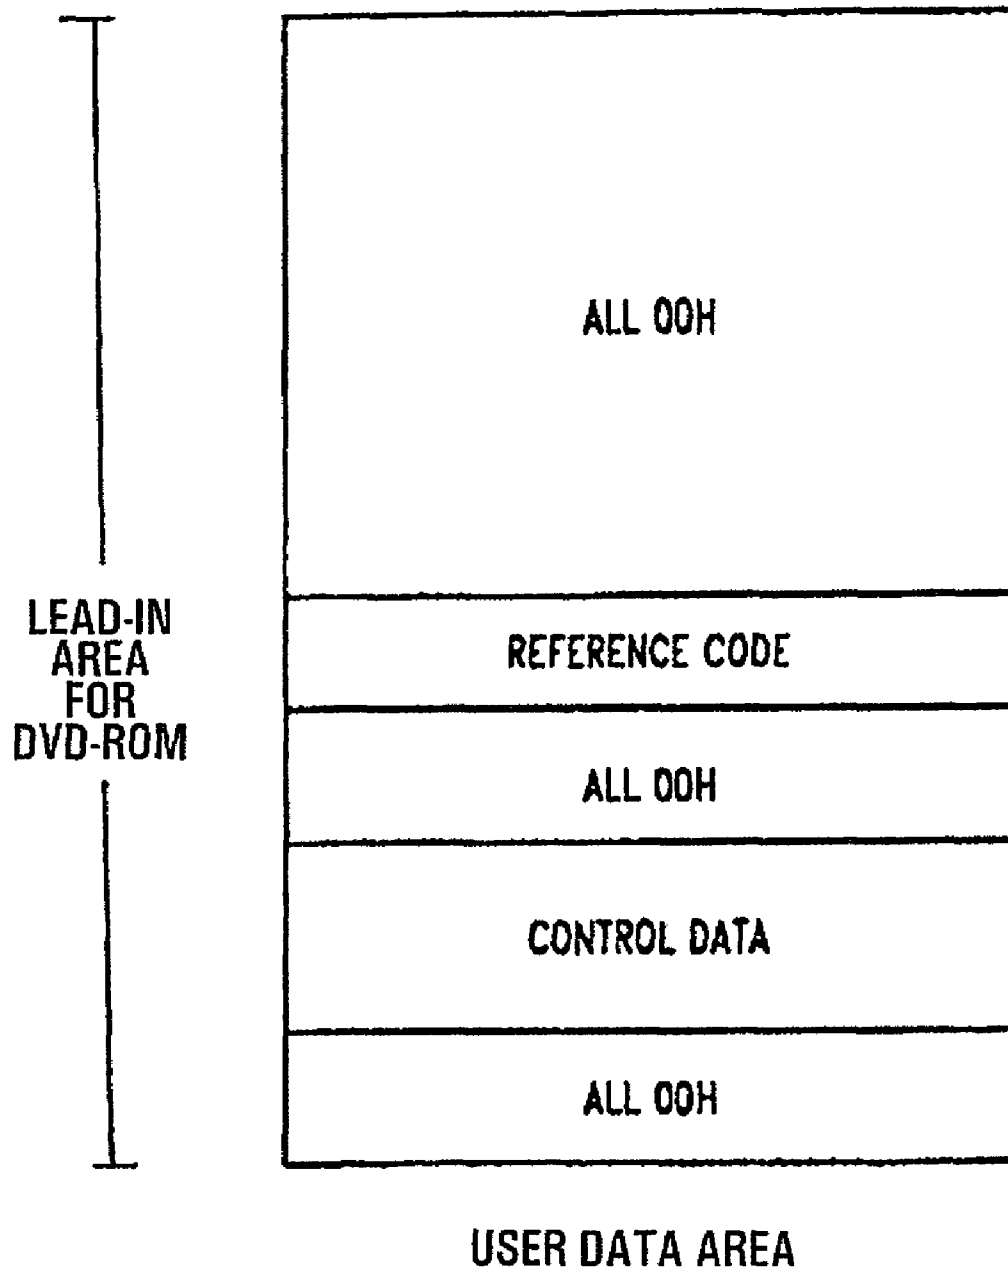 ALL 00H
LEAD-IN
AREA
FOR
DVD-ROM
REFERENCE CODE
ALL 00H
CONTROL DATA
ALL 00H
USER DATA AREA